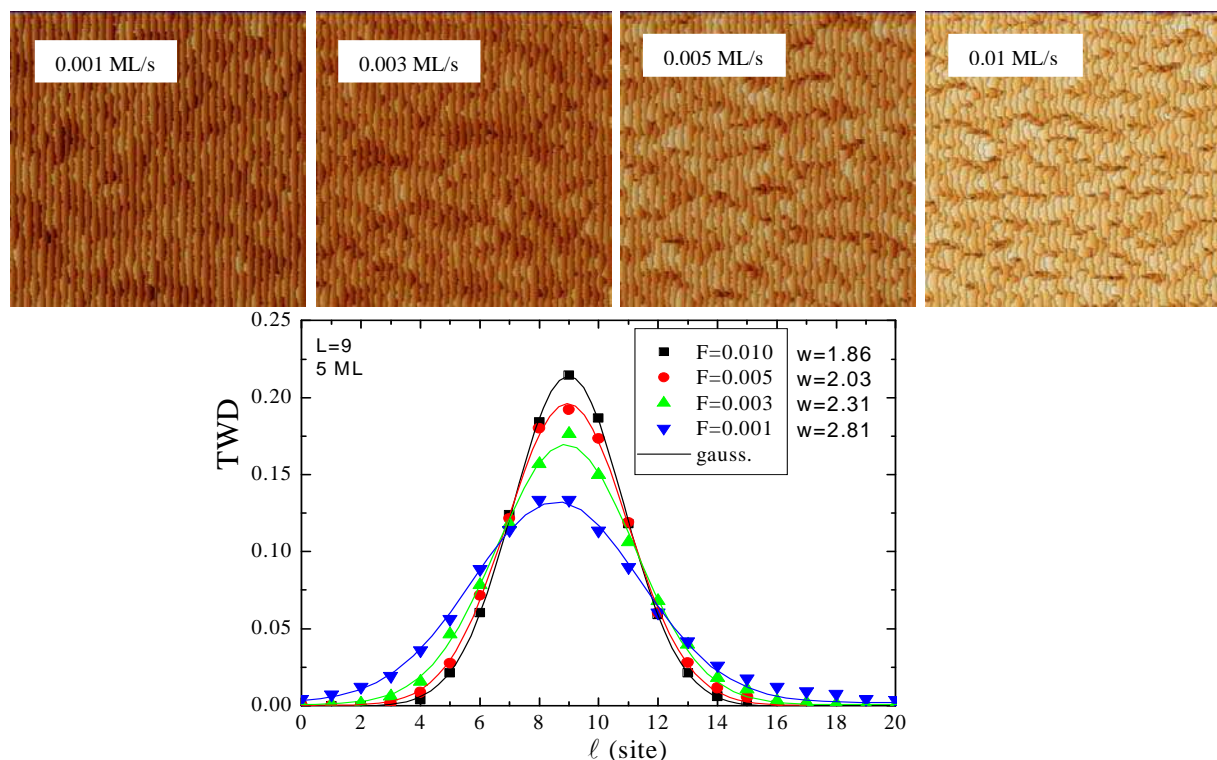 0.001 ML/s
0.003 ML/s
0.005 ML/s
0.01 ML/s
0.25
0.20
0.15
0.10
0.05
0.00
TWD
L=9
5 ML
F=0.010 w=1.86
F=0.005 w=2.03
F=0.003 w=2.31
F=0.001 w=2.81
gauss.
0 2 4 6 8 10 12 14 16 18 20
ℓ (site)